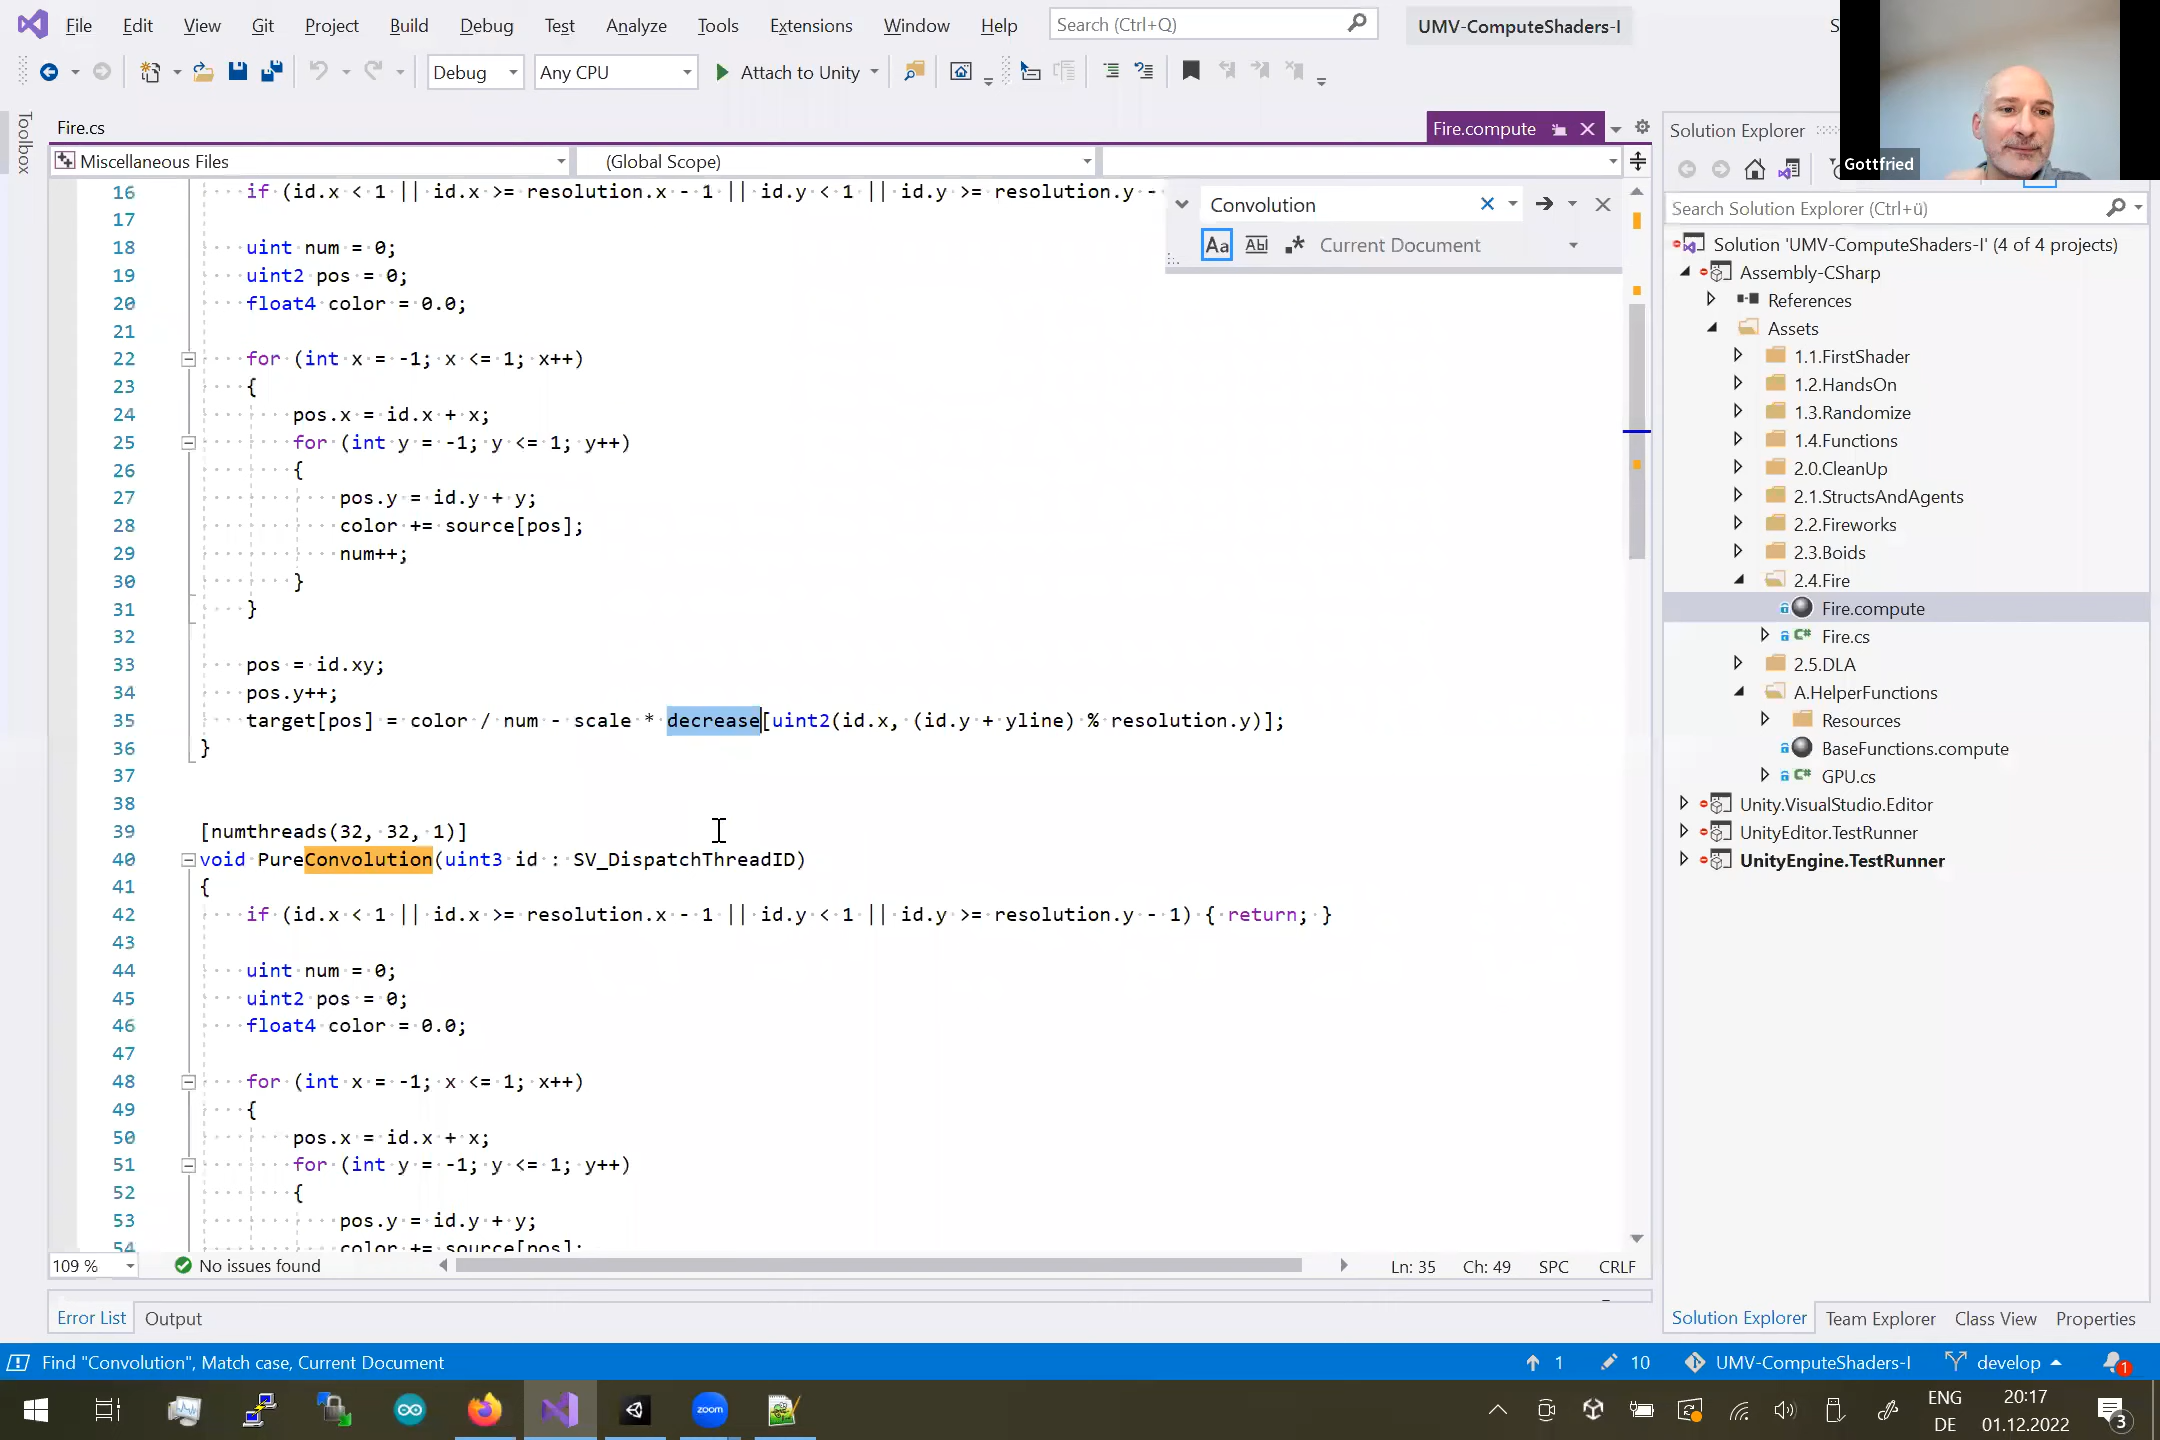 File Edit View Git Project Build Debug Test Analyze Tools Extensions Window Help Search (Ctrl+Q) UMV-ComputeShaders-I
Debug Any CPU Attach to Unity
Toolbox
Fire.cs Fire.compute
Miscellaneous Files (Global Scope)
Convolution
Aa Abl Current Document
16 if (id.x < 1 || id.x >= resolution.x - 1 || id.y < 1 || id.y >= resolution.y -
17
18 uint num = 0;
19 uint2 pos = 0;
20 float4 color = 0.0;
21
22 for (int x = -1; x <= 1; x++)
23 {
24 pos.x = id.x + x;
25 for (int y = -1; y <= 1; y++)
26 {
27 pos.y = id.y + y;
28 color += source[pos];
29 num++;
30 }
31 }
32
33 pos = id.xy;
34 pos.y++;
35 target[pos] = color / num - scale * decrease[uint2(id.x, (id.y + yline) % resolution.y)];
36 }
37
38
39 [numthreads(32, 32, 1)]
40 void PureConvolution(uint3 id : SV_DispatchThreadID)
41 {
42 if (id.x < 1 || id.x >= resolution.x - 1 || id.y < 1 || id.y >= resolution.y - 1) { return; }
43
44 uint num = 0;
45 uint2 pos = 0;
46 float4 color = 0.0;
47
48 for (int x = -1; x <= 1; x++)
49 {
50 pos.x = id.x + x;
51 for (int y = -1; y <= 1; y++)
52 {
53 pos.y = id.y + y;
54 color += source[pos];
109 % No issues found Ln: 35 Ch: 49 SPC CRLF
Error List Output
Gottfried
Solution Explorer
Search Solution Explorer (Ctrl+ü)
Solution 'UMV-ComputeShaders-I' (4 of 4 projects)
Assembly-CSharp
References
Assets
1.1.FirstShader
1.2.HandsOn
1.3.Randomize
1.4.Functions
2.0.CleanUp
2.1.StructsAndAgents
2.2.Fireworks
2.3.Boids
2.4.Fire
Fire.compute
C# Fire.cs
2.5.DLA
A.HelperFunctions
Resources
BaseFunctions.compute
C# GPU.cs
Unity.VisualStudio.Editor
UnityEditor.TestRunner
UnityEngine.TestRunner
Solution Explorer Team Explorer Class View Properties
Find "Convolution", Match case, Current Document 1 10 UMV-ComputeShaders-I develop 1
zoom
ENG 20:17
DE 01.12.2022 3